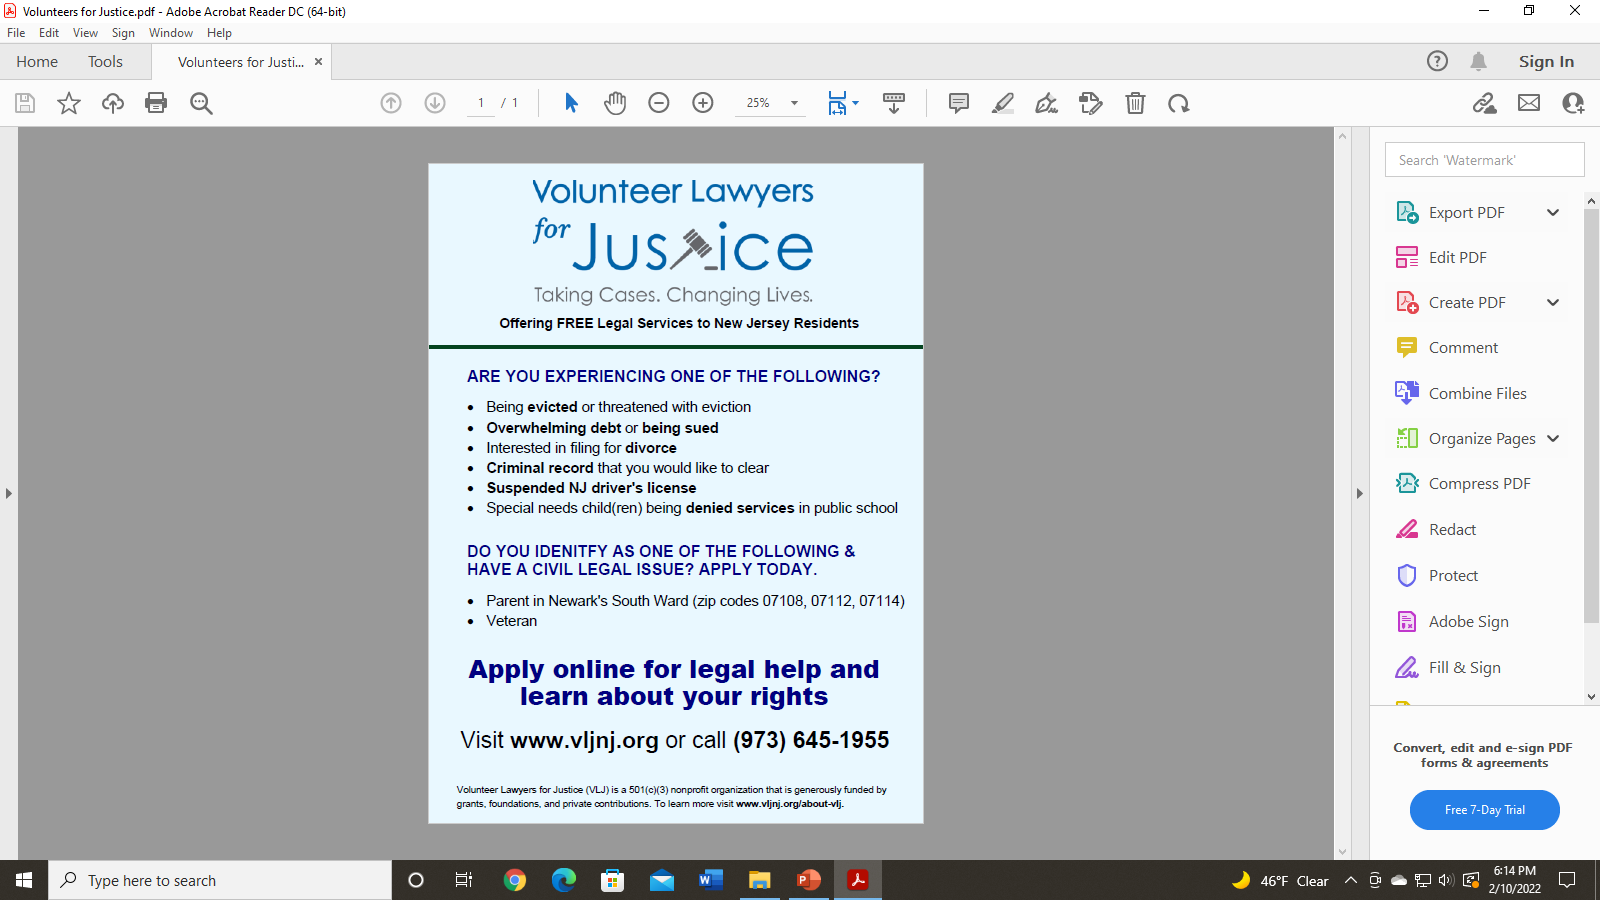 Volunteers for Justice.pdf - Adobe Acrobat Reader DC (64-bit)
File Edit View Sign Window Help
Home Tools Volunteers for Justi... × Sign In
1 / 1 25%
Search 'Watermark'
Volunteer Lawyers
for Justice
Taking Cases. Changing Lives.
Offering FREE Legal Services to New Jersey Residents
ARE YOU EXPERIENCING ONE OF THE FOLLOWING?
• Being evicted or threatened with eviction
• Overwhelming debt or being sued
• Interested in filing for divorce
• Criminal record that you would like to clear
• Suspended NJ driver's license
• Special needs child(ren) being denied services in public school
DO YOU IDENITFY AS ONE OF THE FOLLOWING &
HAVE A CIVIL LEGAL ISSUE? APPLY TODAY.
• Parent in Newark's South Ward (zip codes 07108, 07112, 07114)
• Veteran
Apply online for legal help and
learn about your rights
Visit www.vljnj.org or call (973) 645-1955
Volunteer Lawyers for Justice (VLJ) is a 501(c)(3) nonprofit organization that is generously funded by
grants, foundations, and private contributions. To learn more visit www.vljnj.org/about-vlj.
Export PDF
Edit PDF
Create PDF
Comment
Combine Files
Organize Pages
Compress PDF
Redact
Protect
Adobe Sign
Fill & Sign
Convert, edit and e-sign PDF
forms & agreements
Free 7-Day Trial
Type here to search
46°F Clear
6:14 PM
2/10/2022